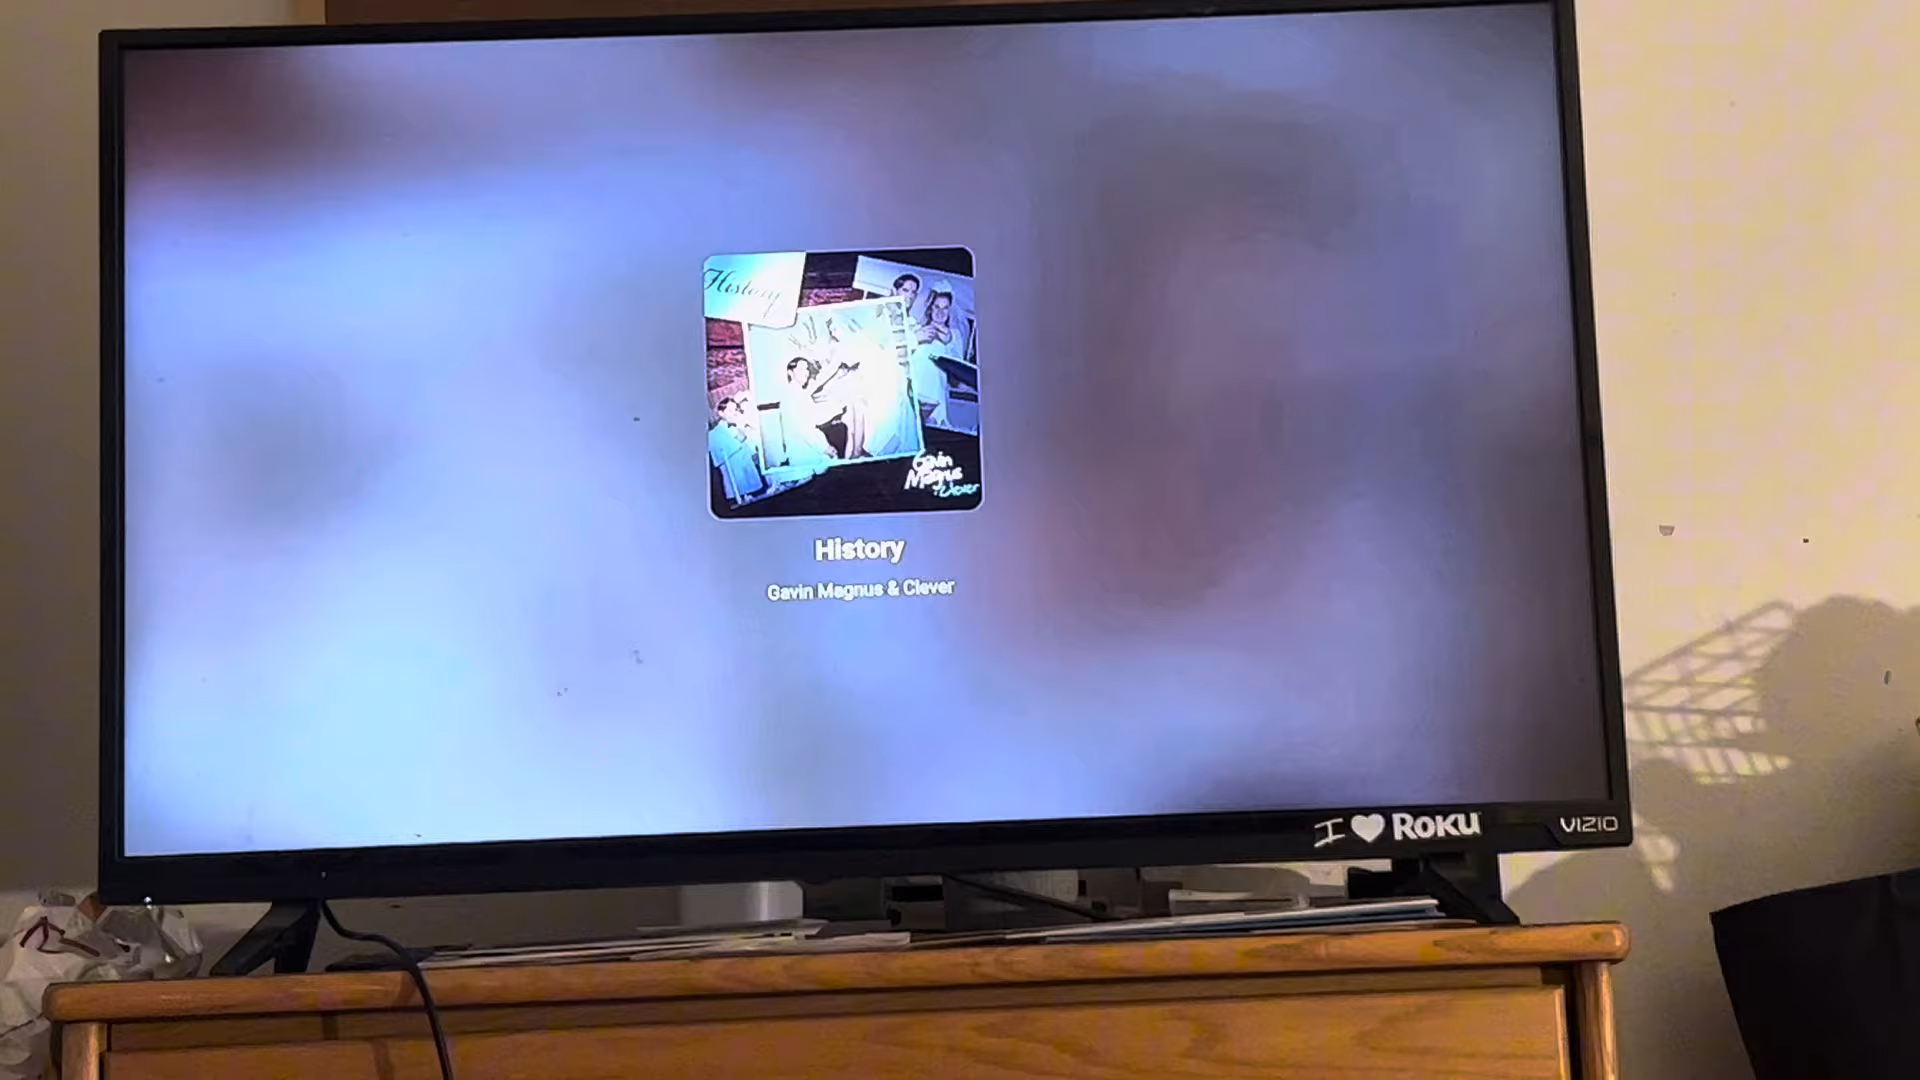 History
Gavin
Magnus
+Clever
History
Gavin Magnus & Clever
I ♥ ROKU
VIZIO